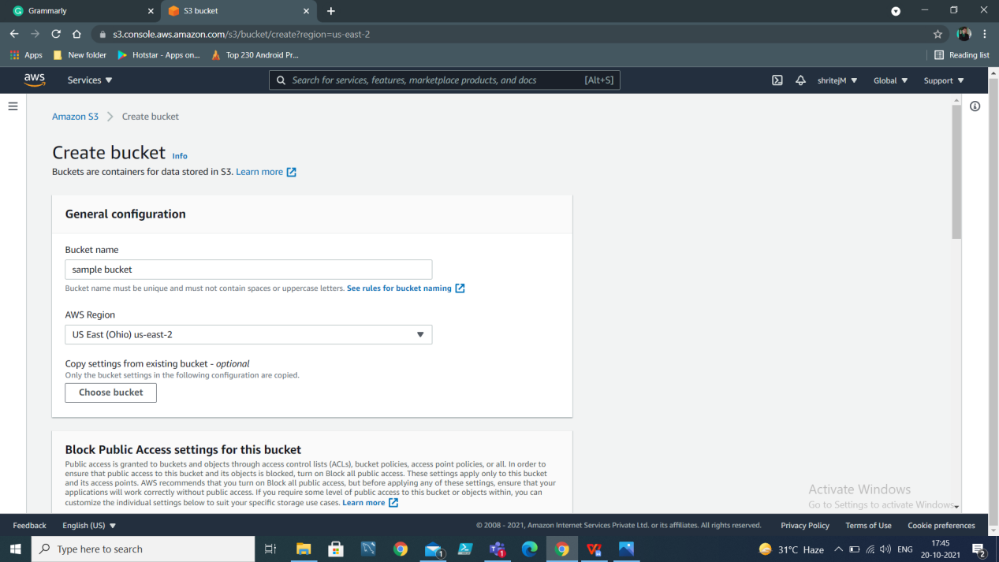 Grammarly
S3 bucket
s3.console.aws.amazon.com/s3/bucket/create?region=us-east-2
Apps New folder Hotstar - Apps on... Top 230 Android Pr... Reading list
aws Services Search for services, features, marketplace products, and docs [Alt+S] shritejM Global Support
Amazon S3 Create bucket
Create bucket Info
Buckets are containers for data stored in S3. Learn more
General configuration
Bucket name
sample bucket
Bucket name must be unique and must not contain spaces or uppercase letters. See rules for bucket naming
AWS Region
US East (Ohio) us-east-2
Copy settings from existing bucket - optional
Only the bucket settings in the following configuration are copied.
Choose bucket
Block Public Access settings for this bucket
Public access is granted to buckets and objects through access control lists (ACLs), bucket policies, access point policies, or all. In order to
ensure that public access to this bucket and its objects is blocked, turn on Block all public access. These settings apply only to this bucket
and its access points. AWS recommends that you turn on Block all public access, but before applying any of these settings, ensure that your
applications will work correctly without public access. If you require some level of public access to this bucket or objects within, you can
customize the individual settings below to suit your specific storage use cases. Learn more
Activate Windows
Go to Settings to activate Windows.
Feedback English (US) © 2008 - 2021, Amazon Internet Services Private Ltd. or its affiliates. All rights reserved. Privacy Policy Terms of Use Cookie preferences
Type here to search 1 1 31°C Haze ENG 17:45
20-10-2021 2